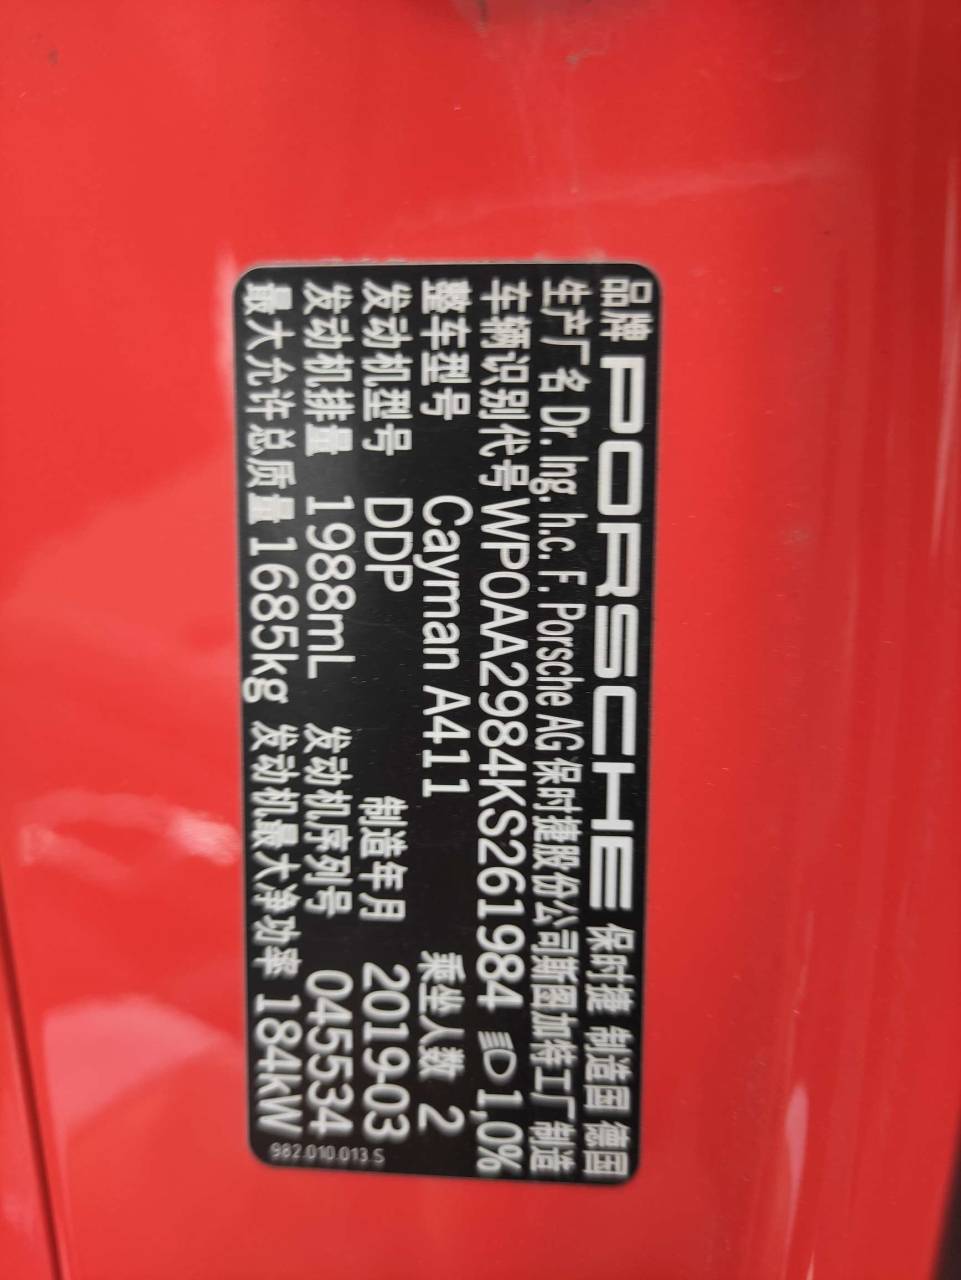 品牌 PORSCHE 保时捷 制造国 德国
生产厂名 Dr. Ing. h.c. F. Porsche AG 保时捷股份公司斯图加特工厂制造
车辆识别代号 WP0AA2984KS261984 1,0%
整车型号 Cayman A411 乘坐人数 2
发动机型号 DDP 制造年月 2019-03
发动机排量 1988mL 发动机序列号 045534
最大允许总质量 1685kg 发动机最大净功率 184kW
982.010.013.S